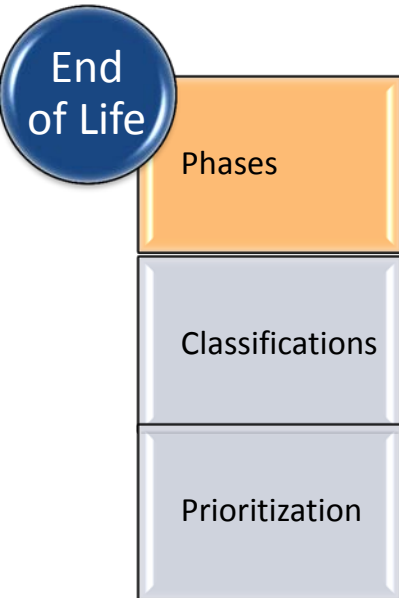 End
of Life
Phases
Classifications
Prioritization